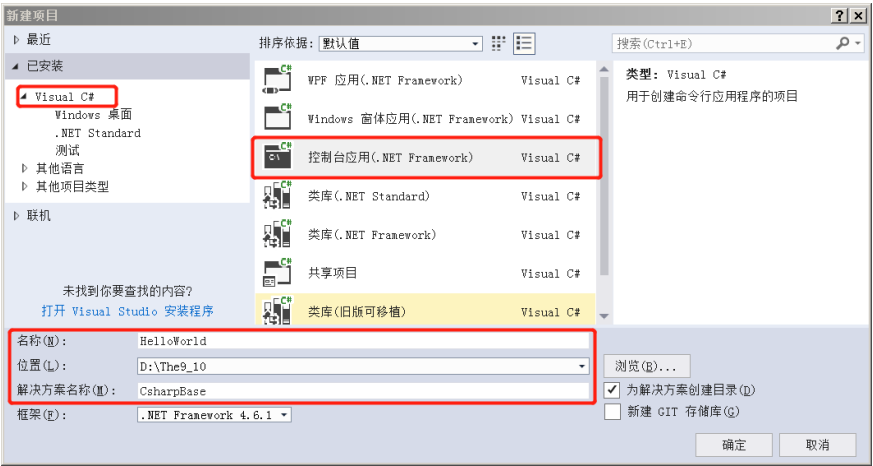 新建项目
最近
排序依据: 默认值
搜索(Ctrl+E)
已安装
Visual C#
Windows 桌面
.NET Standard
测试
其他语言
其他项目类型
联机
未找到你要查找的内容?
打开 Visual Studio 安装程序
WPF 应用(.NET Framework) Visual C#
Windows 窗体应用(.NET Framework) Visual C#
控制台应用(.NET Framework) Visual C#
类库(.NET Standard) Visual C#
类库(.NET Framework) Visual C#
共享项目 Visual C#
类库(旧版可移植) Visual C#
类型: Visual C#
用于创建命令行应用程序的项目
名称(N): HelloWorld
位置(L): D:\The9_10
解决方案名称(M): CsharpBase
框架(F): .NET Framework 4.6.1
浏览(B)...
为解决方案创建目录(D)
新建 GIT 存储库(G)
确定 取消